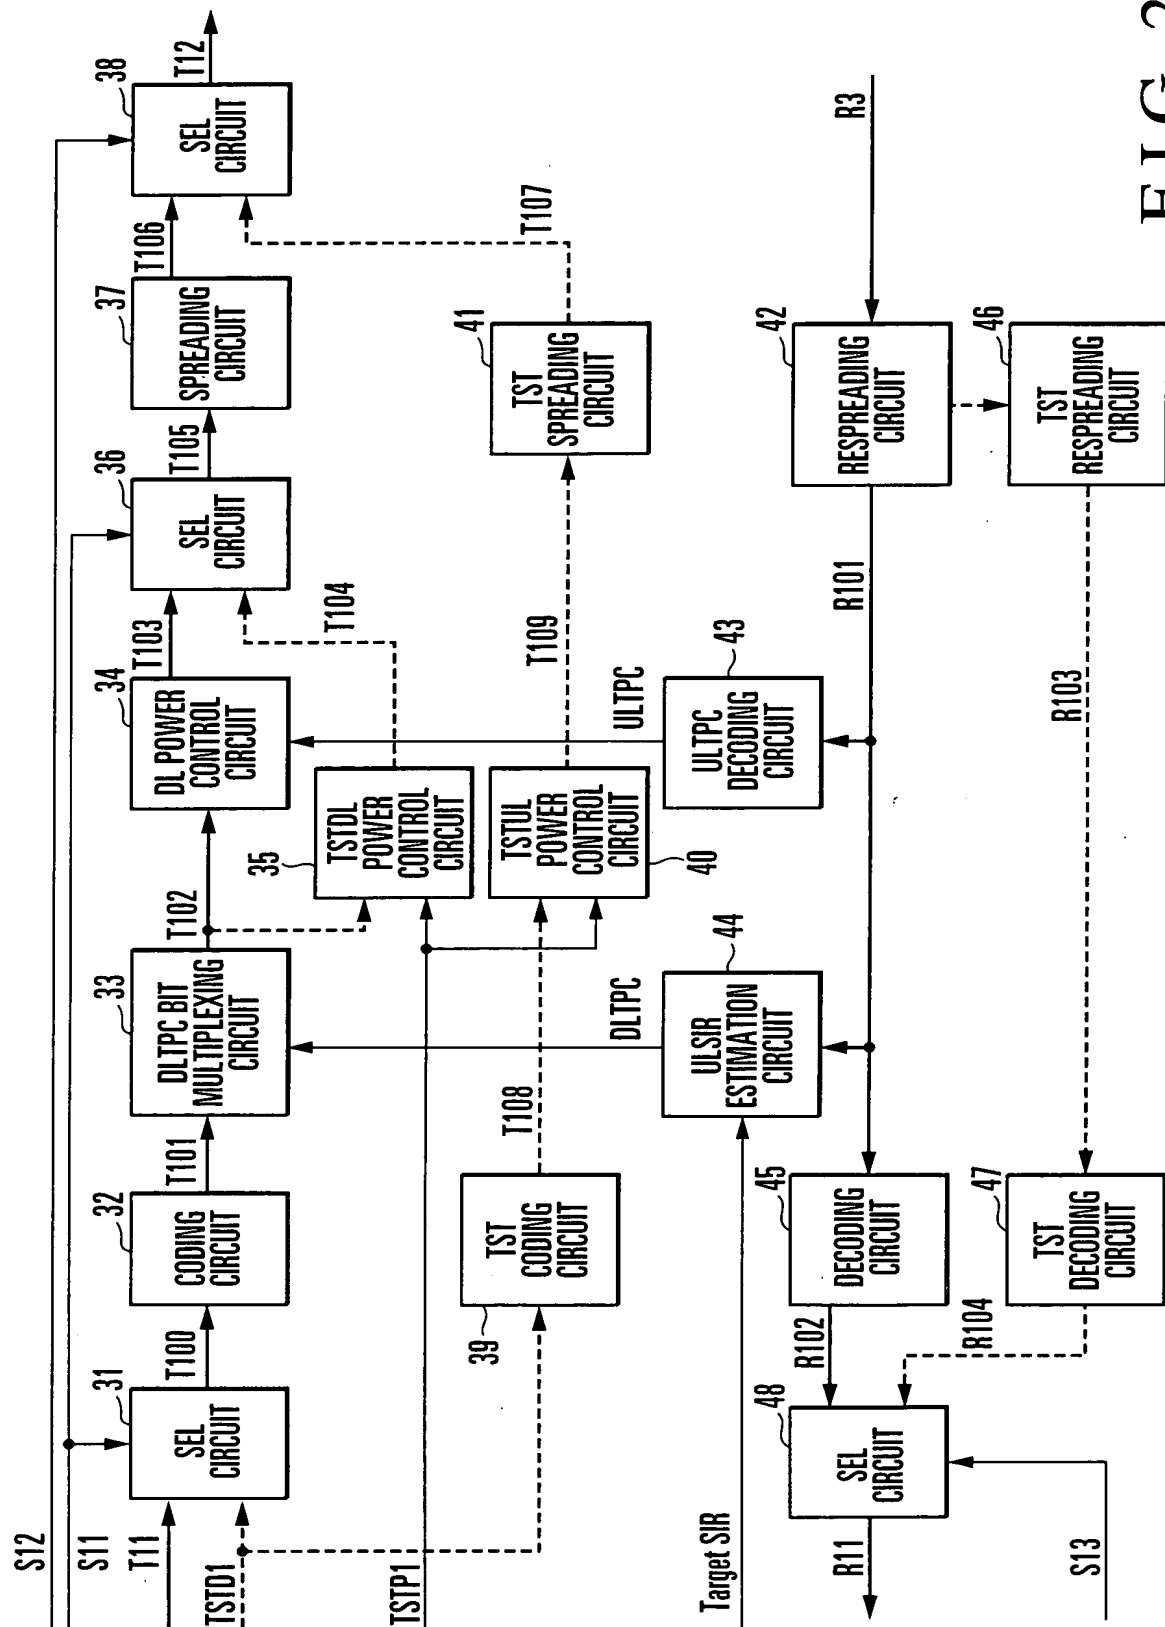 S12
S11
T11
TSTD1
TSTP1
Target SIR
R11
S13
31
SEL
CIRCUIT
T100
32
CODING
CIRCUIT
T101
33
DLTPC BIT
MULTIPLEXING
CIRCUIT
T102
34
DL POWER
CONTROL
CIRCUIT
T103
35
TSTDL
POWER
CONTROL
CIRCUIT
T104
36
SEL
CIRCUIT
T105
37
SPREADING
CIRCUIT
T106
38
SEL
CIRCUIT
T12
39
TST
CODING
CIRCUIT
T108
40
TSTUL
POWER
CONTROL
CIRCUIT
T109
41
TST
SPREADING
CIRCUIT
T107
DLTPC
44
ULSIR
ESTIMATION
CIRCUIT
ULTPC
43
ULTPC
DECODING
CIRCUIT
48
SEL
CIRCUIT
R102
R104
45
DECODING
CIRCUIT
R101
42
RESPREADING
CIRCUIT
R3
47
TST
DECODING
CIRCUIT
R103
46
TST
RESPREADING
CIRCUIT
FIG. 2